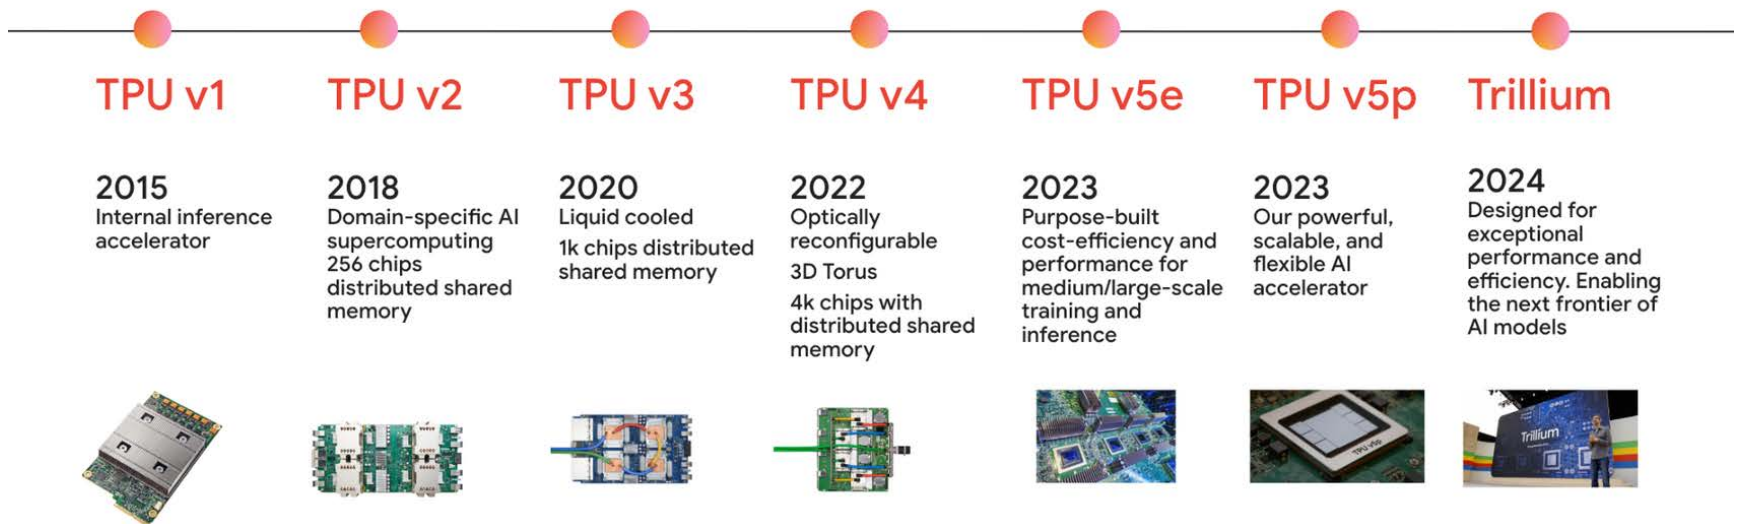 TPU v1
TPU v2
TPU v3
TPU v4
TPU v5e
TPU v5p
Trillium
2015
Internal inference
accelerator
2018
Domain-specific AI
supercomputing
256 chips
distributed shared
memory
2020
Liquid cooled
1k chips distributed
shared memory
2022
Optically
reconfigurable
3D Torus
4k chips with
distributed shared
memory
2023
Purpose-built
cost-efficiency and
performance for
medium/large-scale
training and
inference
2023
Our powerful,
scalable, and
flexible AI
accelerator
2024
Designed for
exceptional
performance and
efficiency. Enabling
the next frontier of
AI models
TPU v5p
Trillium